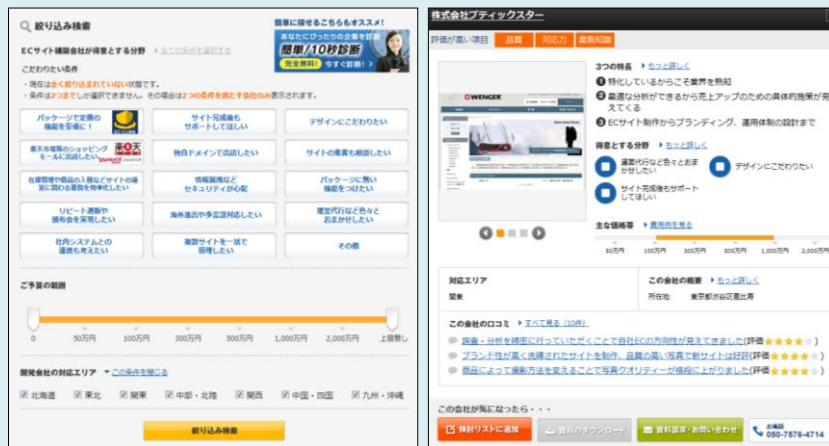 絞り込み検索
簡単に探せるこちらもオススメ！
あなたにぴったりの企業を診断
簡単/10秒診断
完全無料! 今すぐ診断！
ECサイト構築会社が得意とする分野
全ての条件を選択する
こだわりたい条件
・現在は全く絞り込まれていない状態です。
・条件は2つまでしか選択できません。その場合は2つの条件を満たす会社のみ表示されます。
パッケージで定番の
機能を安価に！
サイト完成後も
サポートしてほしい
デザインにこだわりたい
楽天市場等のショッピング
モールに出店したい
独自ドメインで出店したい
サイトの集客も相談したい
在庫管理や商品の入替などサイトの運
営に関わる業務を効率化したい
情報漏洩など
セキュリティが心配
パッケージに無い
機能をつけたい
リピート通販や
頒布会を実現したい
海外進出や多言語対応したい
運営代行など色々と
おまかせしたい
社内システムとの
連携も考えたい
複数サイトを一括で
管理したい
その他
ご予算の範囲
0 50万円 100万円 300万円 500万円 1,000万円 2,000万円 上限無し
開発会社の対応エリア
この条件を閉じる
北海道 東北 関東 中部・北陸 関西 中国・四国 九州・沖縄
絞り込み検索
株式会社ブティックスター
評価が高い項目 品質 対応力 業務知識
WENGER
3つの特長 もっと詳しく
1 特化しているからこそ業界を熟知
2 最適な分析ができるから売上アップのための具体的施策が見
えてくる
3 ECサイト制作からブランディング、運用体制の設計まで
得意とする分野 もっと詳しく
運営代行など色々とおま
かせしたい
デザインにこだわりたい
サイト完成後もサポート
してほしい
主な価格帯 費用例を見る
50万円 100万円 300万円 500万円 1,000万円 2,000万円
対応エリア
関東
この会社の概要 もっと詳しく
所在地 東京都渋谷区恵比寿
この会社の口コミ すべて見る (10件)
調査・分析を綿密に行っていただくことで自社ECの方向性が見えてきました(評価★★★★★)
ブランド性が高く洗練されたサイトを制作、品質の高い写真で新サイトは好評(評価★★★★★)
商品によって撮影方法を変えることで写真クオリティーが格段に上がりました(評価★★★★★)
この会社が気になったら・・・
検討リストに追加
資料のダウンロード
資料請求・お問い合わせ
お電話
050-7576-4714